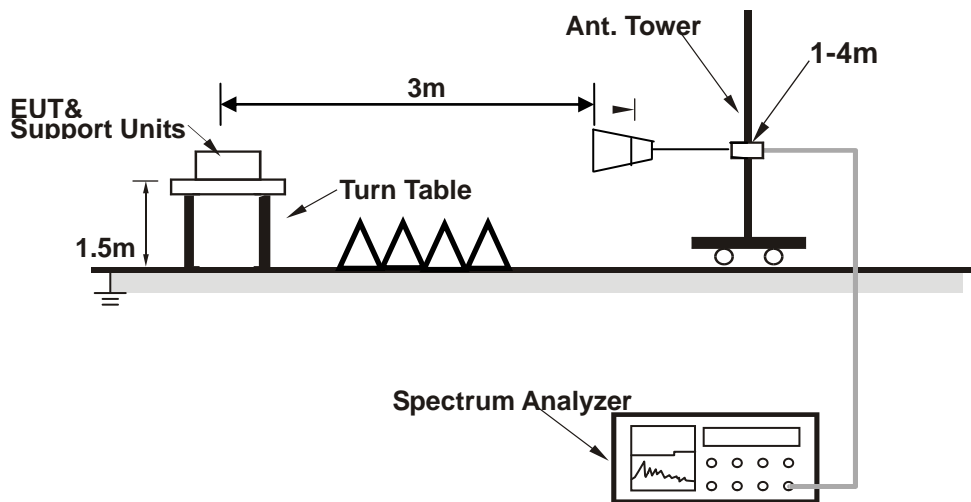 Ant. Tower
1-4m
3m
EUT&
Support Units
Turn Table
1.5m
Spectrum Analyzer